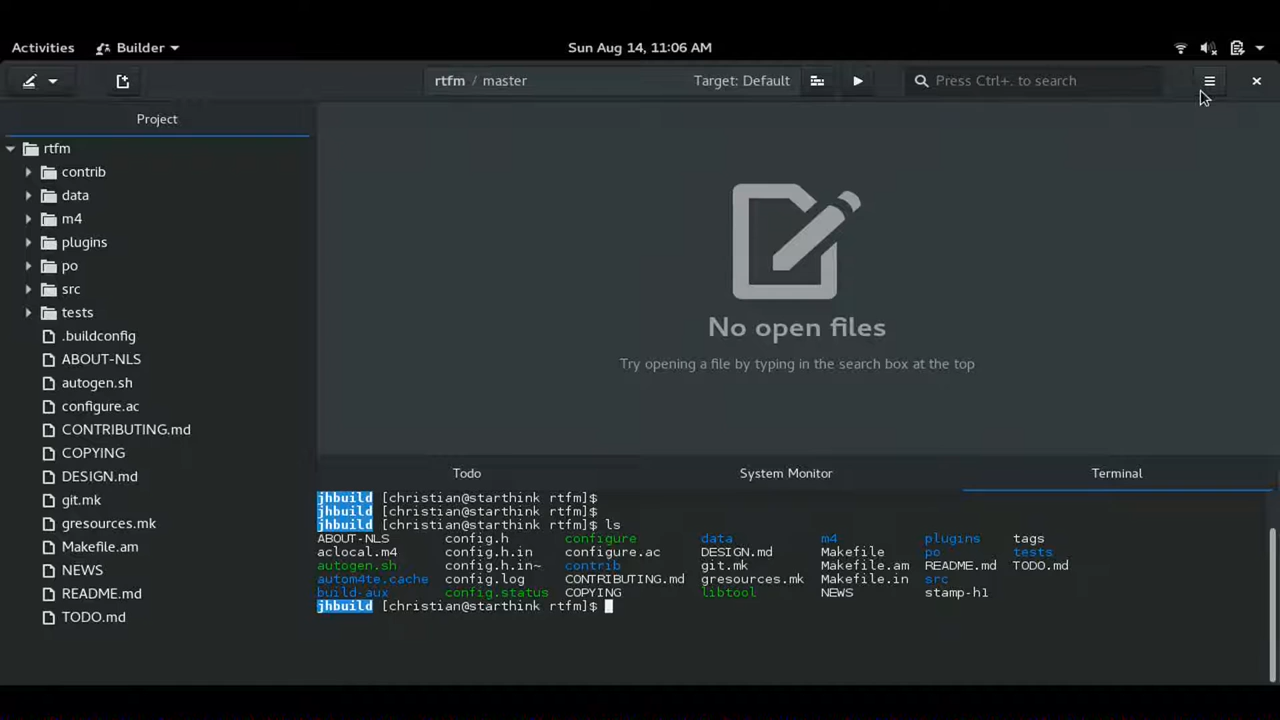 Activities Builder Sun Aug 14, 11:06 AM
rtfm / master Target: Default Press Ctrl+. to search
Project
rtfm
contrib
data
m4
plugins
po
src
tests
.buildconfig
ABOUT-NLS
autogen.sh
configure.ac
CONTRIBUTING.md
COPYING
DESIGN.md
git.mk
gresources.mk
Makefile.am
NEWS
README.md
TODO.md
No open files
Try opening a file by typing in the search box at the top
Todo System Monitor Terminal
jhbuild [christian@starthink rtfm]$
jhbuild [christian@starthink rtfm]$
jhbuild [christian@starthink rtfm]$ ls
ABOUT-NLS config.h configure data m4 plugins tags
aclocal.m4 config.h.in configure.ac DESIGN.md Makefile po tests
autogen.sh config.h.in~ contrib git.mk Makefile.am README.md TODO.md
autom4te.cache config.log CONTRIBUTING.md gresources.mk Makefile.in src
build-aux config.status COPYING libtool NEWS stamp-h1
jhbuild [christian@starthink rtfm]$